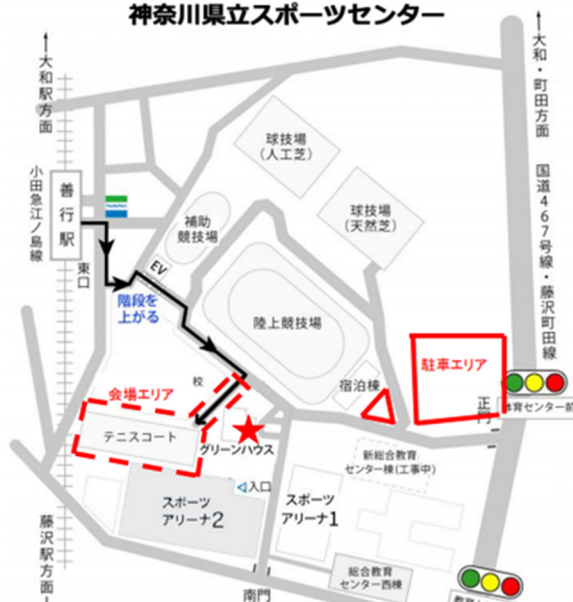 神奈川県立スポーツセンター
←大和駅方面
←大和・町田方面
国道467号線・藤沢町田線
小田急江ノ島線
善行駅
FamilyMart
東口
球技場
(人工芝)
球技場
(天然芝)
補助
競技場
EV
階段を
上がる
陸上競技場
駐車エリア
宿泊棟
正門
体育センター前
会場エリア
校
テニスコート
グリーンハウス
新総合教育
センター棟(工事中)
入口
スポーツ
アリーナ2
スポーツ
アリーナ1
総合教育
センター西棟
南門
藤沢駅方面